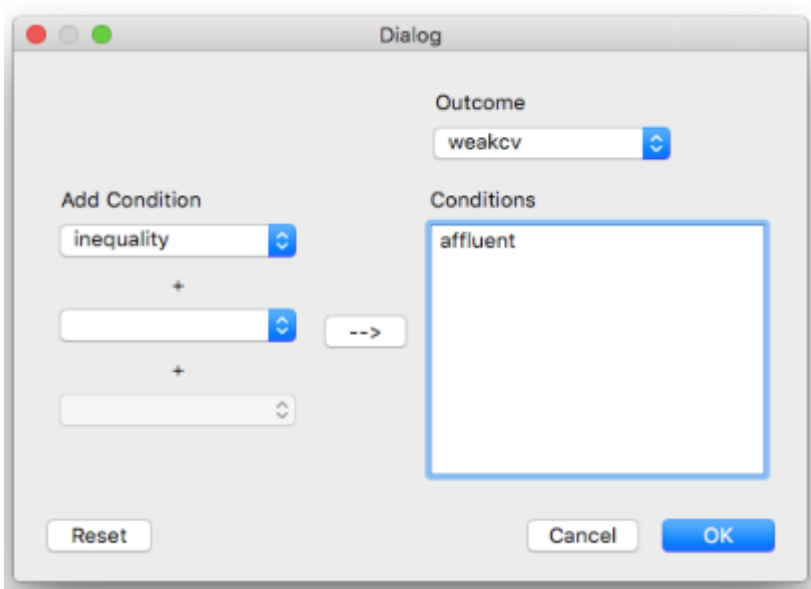 Dialog
Outcome
weakcv
Add Condition
Conditions
inequality
affluent
+
-->
+
Reset
Cancel
OK